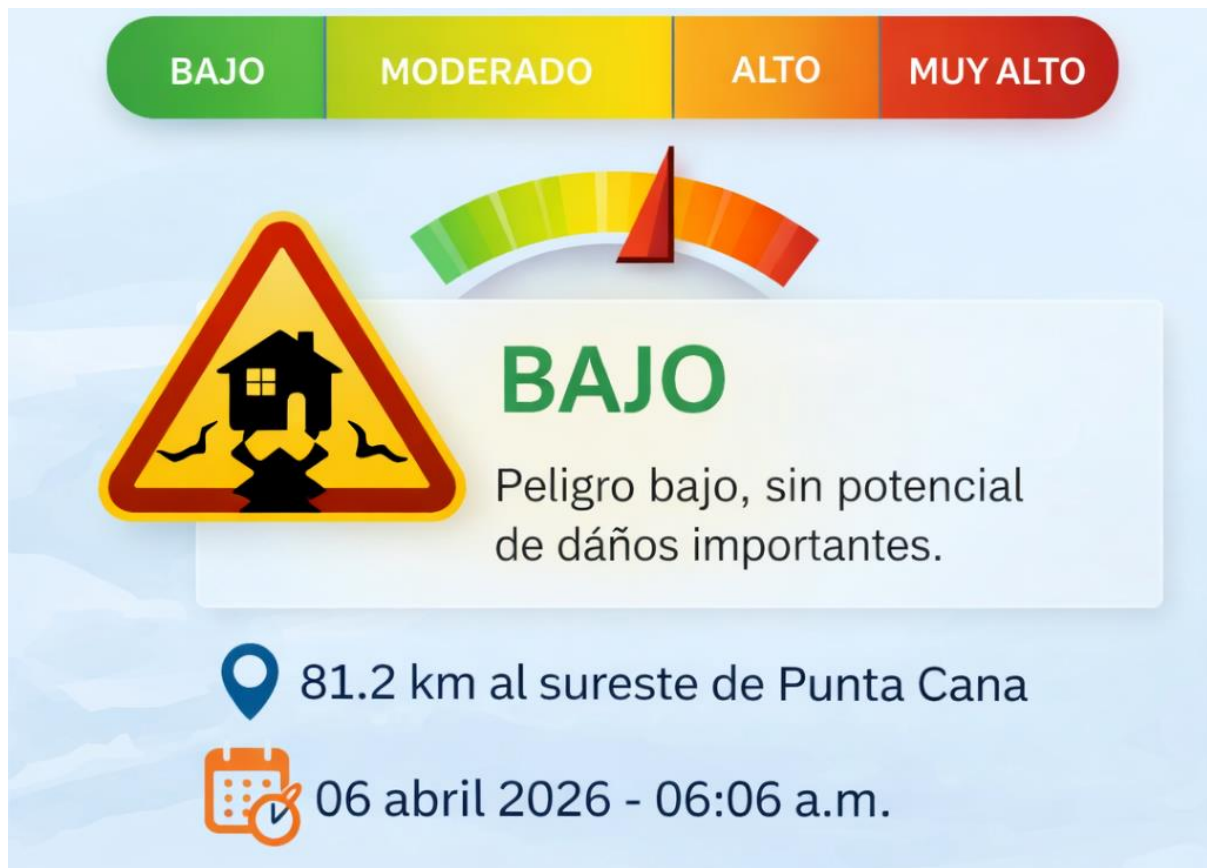 BAJO MODERADO ALTO MUY ALTO
BAJO
Peligro bajo, sin potencial
de dáños importantes.
81.2 km al sureste de Punta Cana
06 abril 2026 - 06:06 a.m.